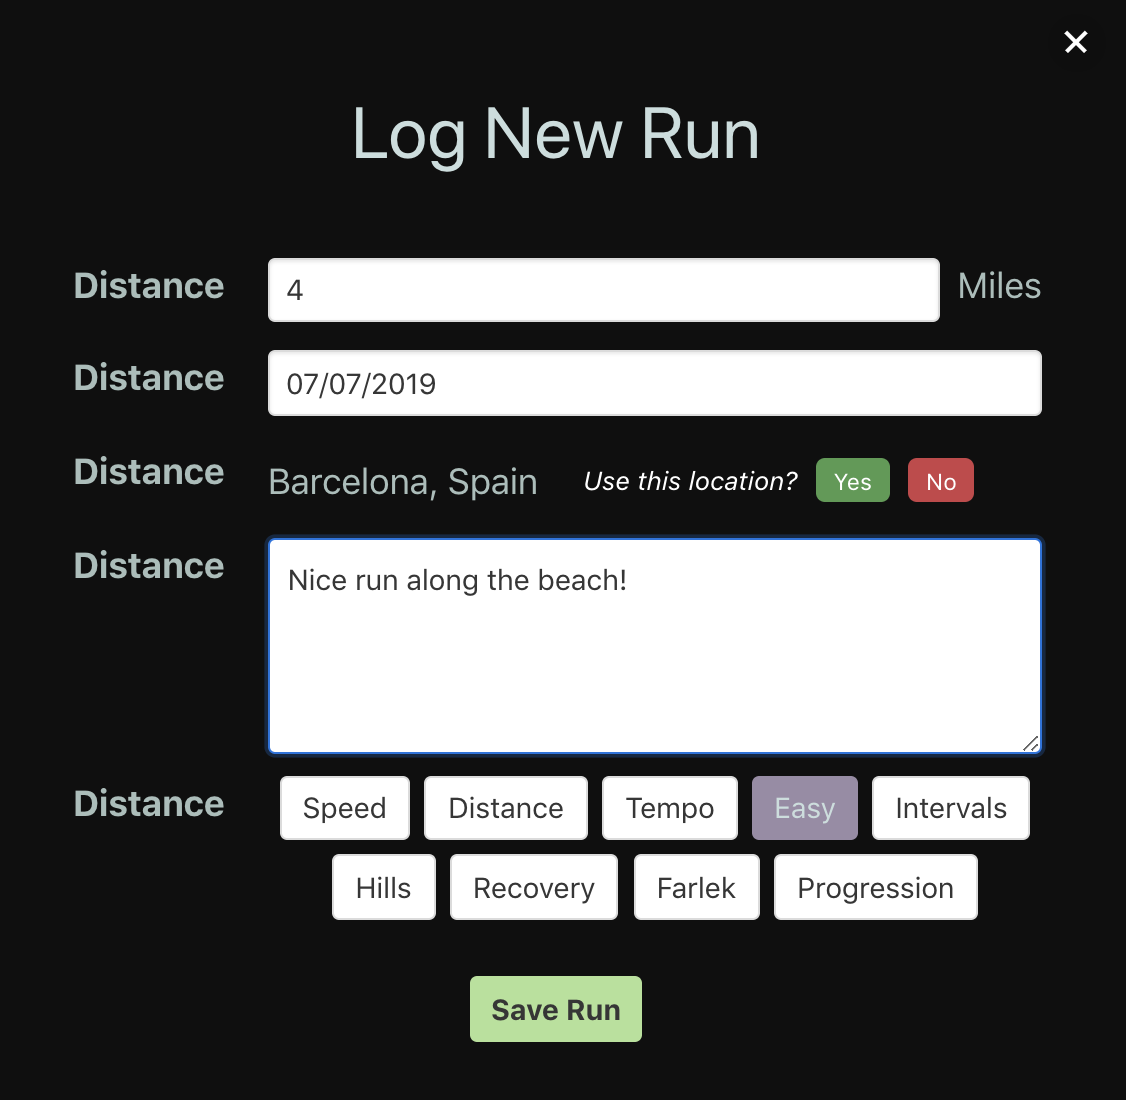 Log New Run
Distance 4 Miles
Distance 07/07/2019
Distance Barcelona, Spain Use this location? Yes No
Distance Nice run along the beach!
Distance Speed Distance Tempo Easy Intervals
Hills Recovery Farlek Progression
Save Run